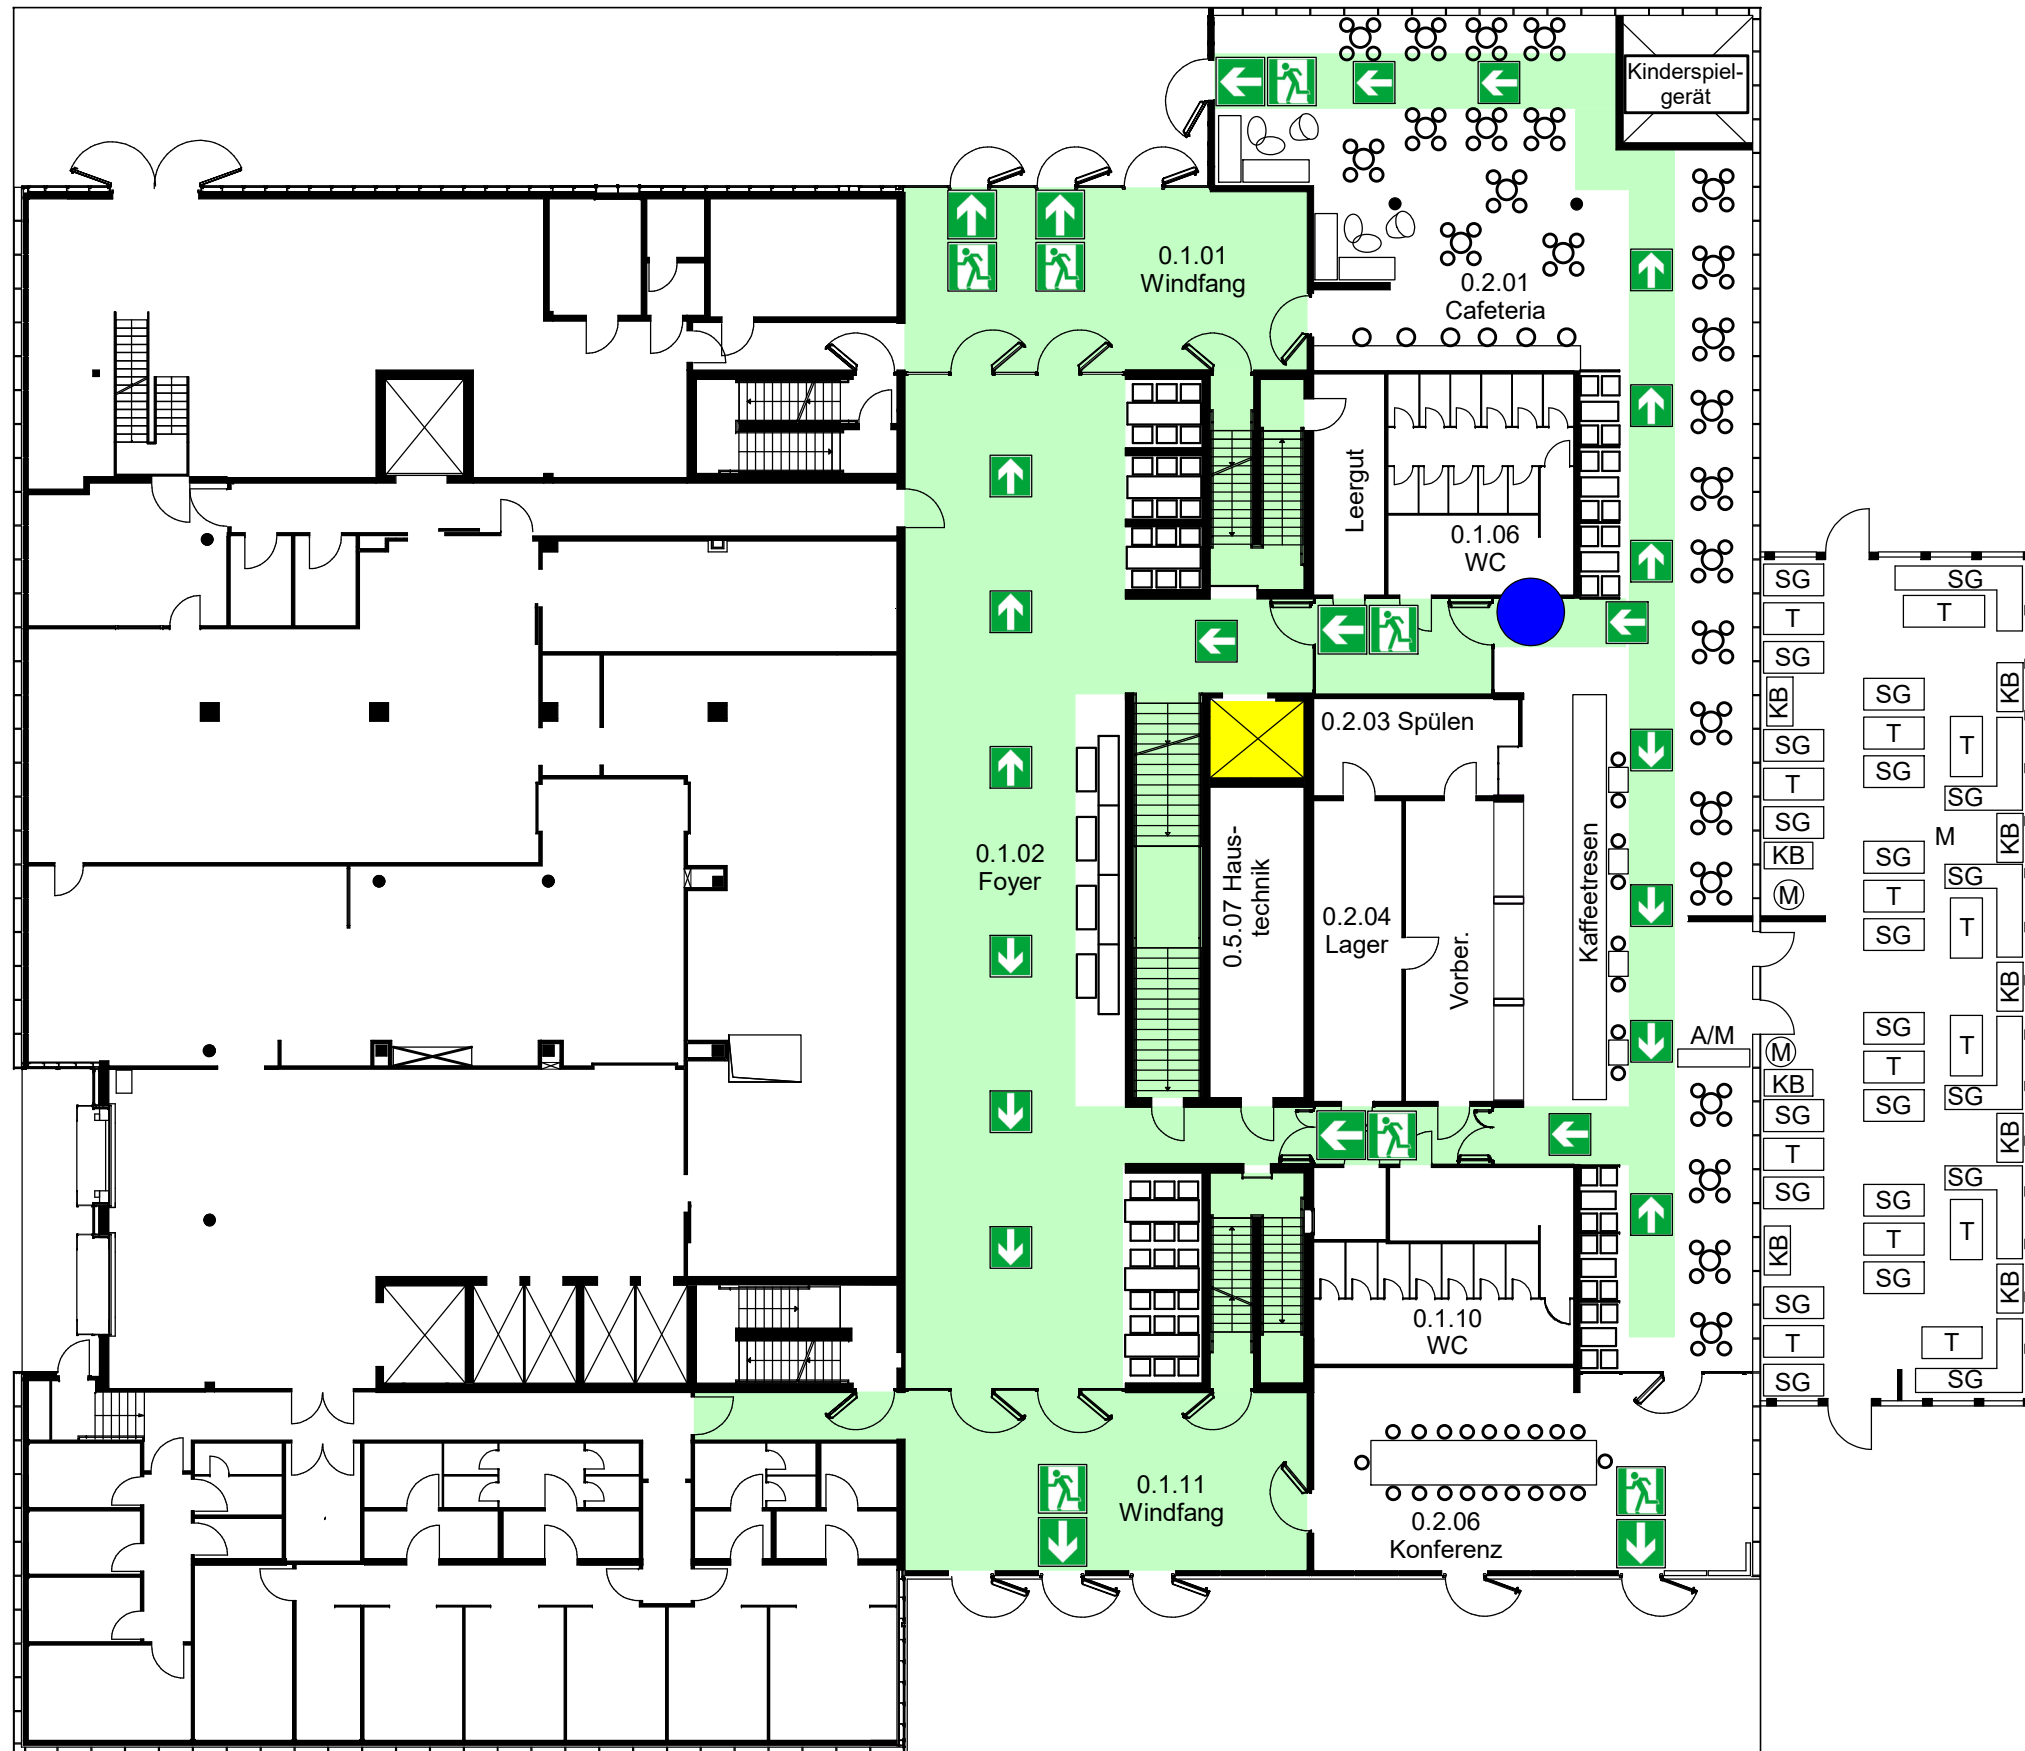 Kinderspiel-
gerät
0.1.01
Windfang
0.2.01
Cafeteria
Leergut
0.1.06
WC
SG
SG
T
T
SG
KB
KB
SG
0.2.03 Spülen
SG
T
T
T
SG
SG
SG
M
KB
0.1.02
Foyer
0.5.07 Haus-
technik
0.2.04
Lager
Vorber.
Kaffeetresen
KB
SG
SG
M
T
T
SG
KB
A/M
M
SG
T
T
KB
SG
SG
SG
KB
T
SG
SG
SG
T
T
KB
SG
KB
SG
0.1.10
WC
T
T
SG
SG
0.1.11
Windfang
0.2.06
Konferenz